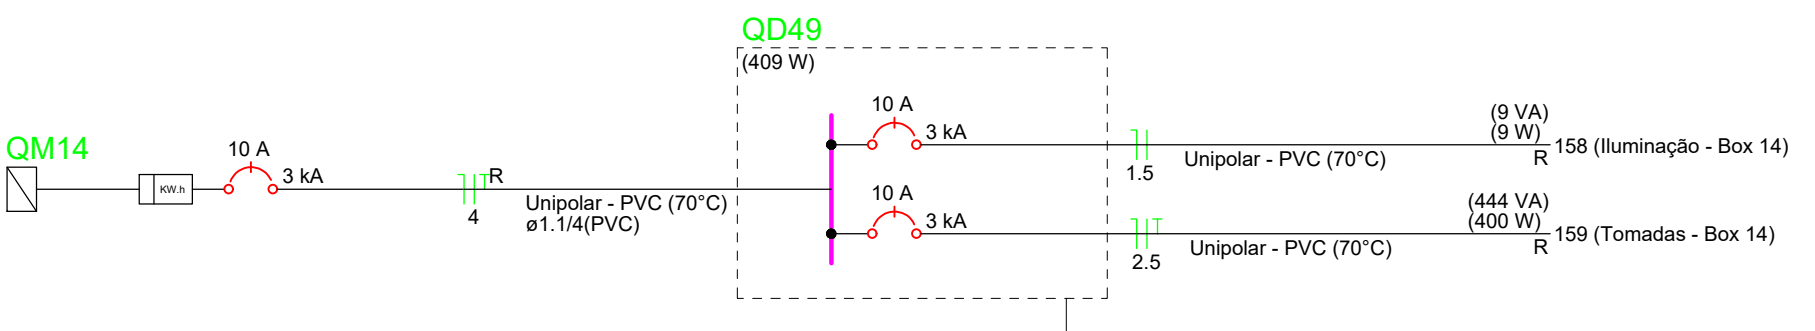 QD49
(409 W)
QM14
KW.h
10 A
3 kA
R
4
Unipolar - PVC (70°C)
ø1.1/4(PVC)
10 A
3 kA
1.5
Unipolar - PVC (70°C)
(9 VA)
(9 W)
R
158 (Iluminação - Box 14)
10 A
3 kA
2.5
Unipolar - PVC (70°C)
(444 VA)
(400 W)
R
159 (Tomadas - Box 14)